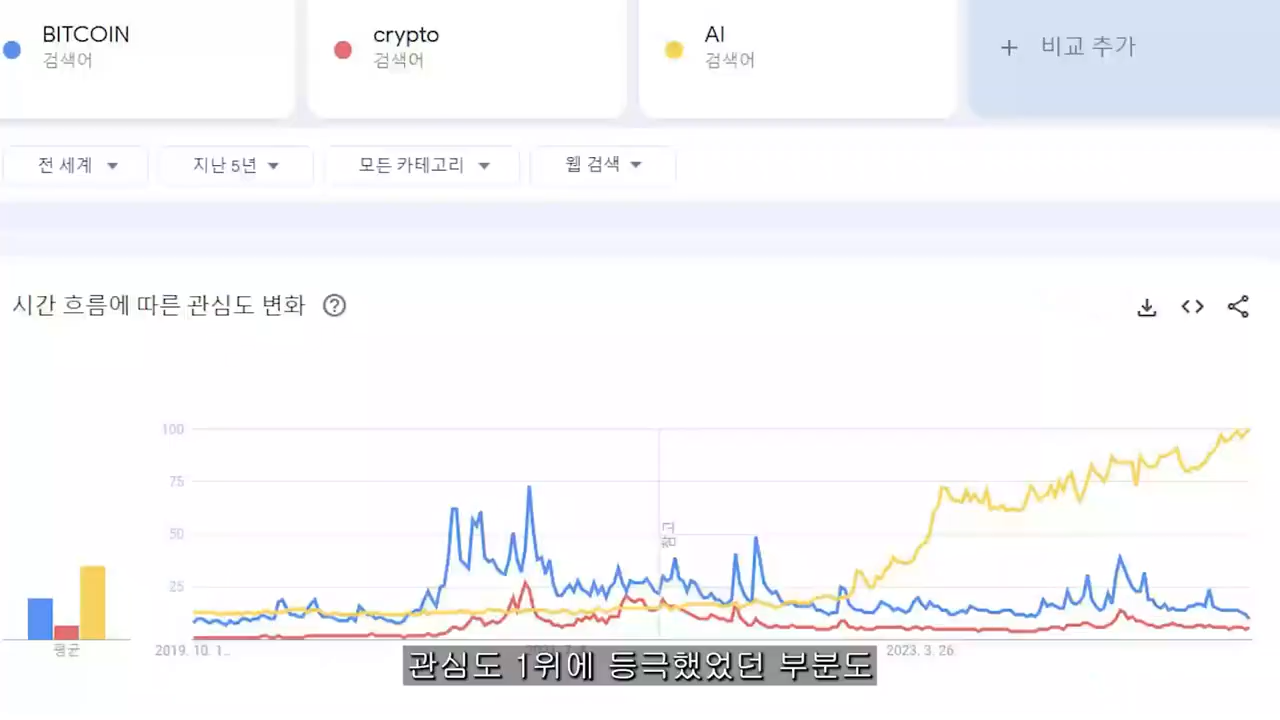 BITCOIN
검색어
crypto
검색어
AI
검색어
+ 비교 추가
전 세계
지난 5년
모든 카테고리
웹 검색
시간 흐름에 따른 관심도 변화
100
75
50
25
참고
평균
2019. 10. 1…
2023. 3. 26.
관심도 1위에 등극했었던 부분도